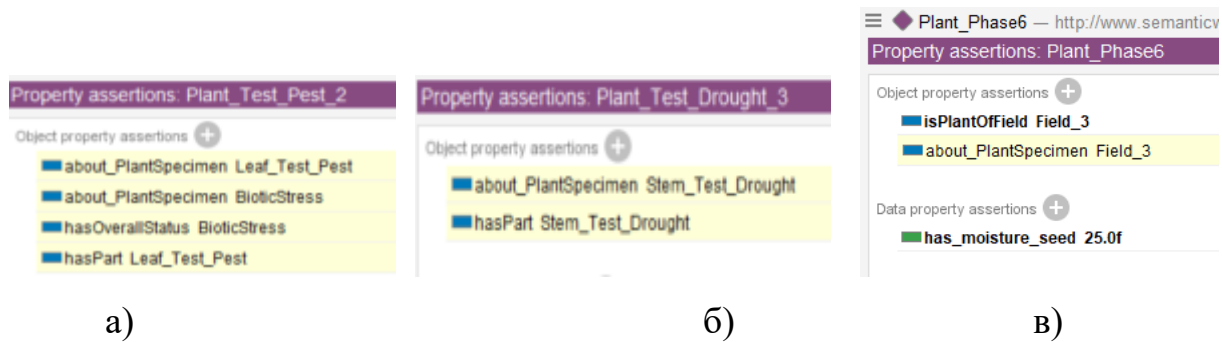 Property assertions: Plant_Test_Pest_2
Object property assertions
about_PlantSpecimen Leaf_Test_Pest
about_PlantSpecimen BioticStress
hasOverallStatus BioticStress
hasPart Leaf_Test_Pest
Property assertions: Plant_Test_Drought_3
Object property assertions
about_PlantSpecimen Stem_Test_Drought
hasPart Stem_Test_Drought
Plant_Phase6 — http://www.semanticw
Property assertions: Plant_Phase6
Object property assertions
isPlantOfField Field_3
about_PlantSpecimen Field_3
Data property assertions
has_moisture_seed 25.0f
а) б) в)